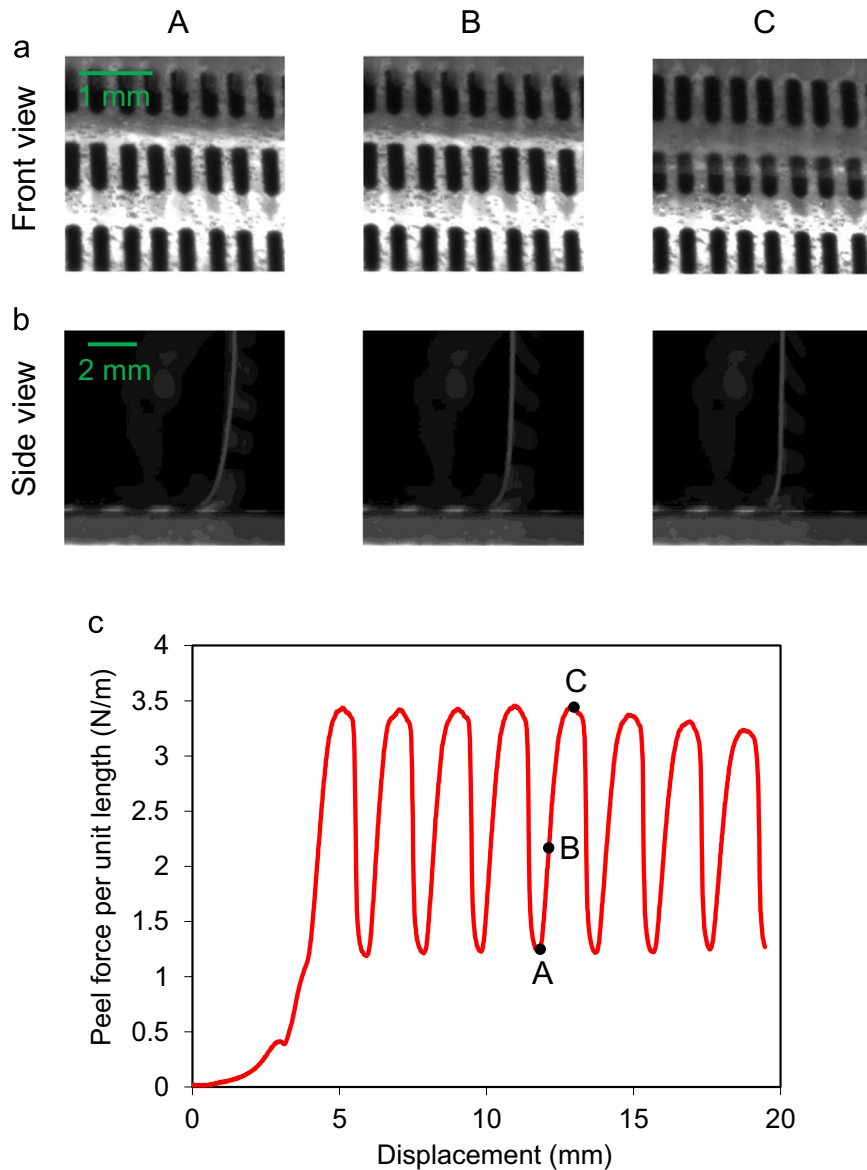 A
B
C
a
Front view
1 mm
b
Side view
2 mm
c
Peel force per unit length (N/m)
4
3.5
3
2.5
2
1.5
1
0.5
0
C
B
A
0
5
10
15
20
Displacement (mm)